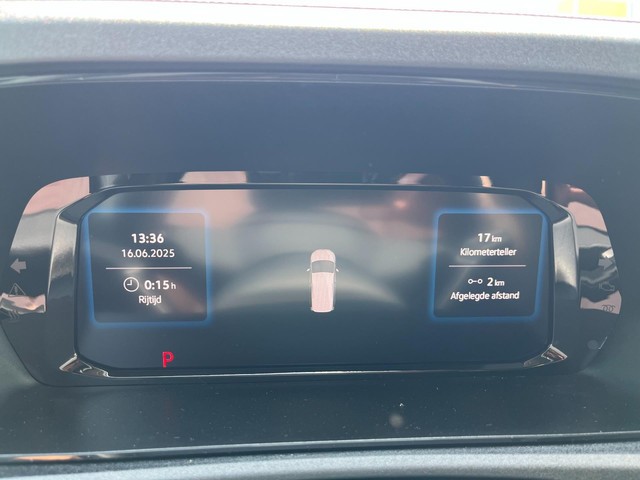 13:36
16.06.2025
0:15 h
Rijtijd
17 km
Kilometerteller
2 km
Afgelegde afstand
P